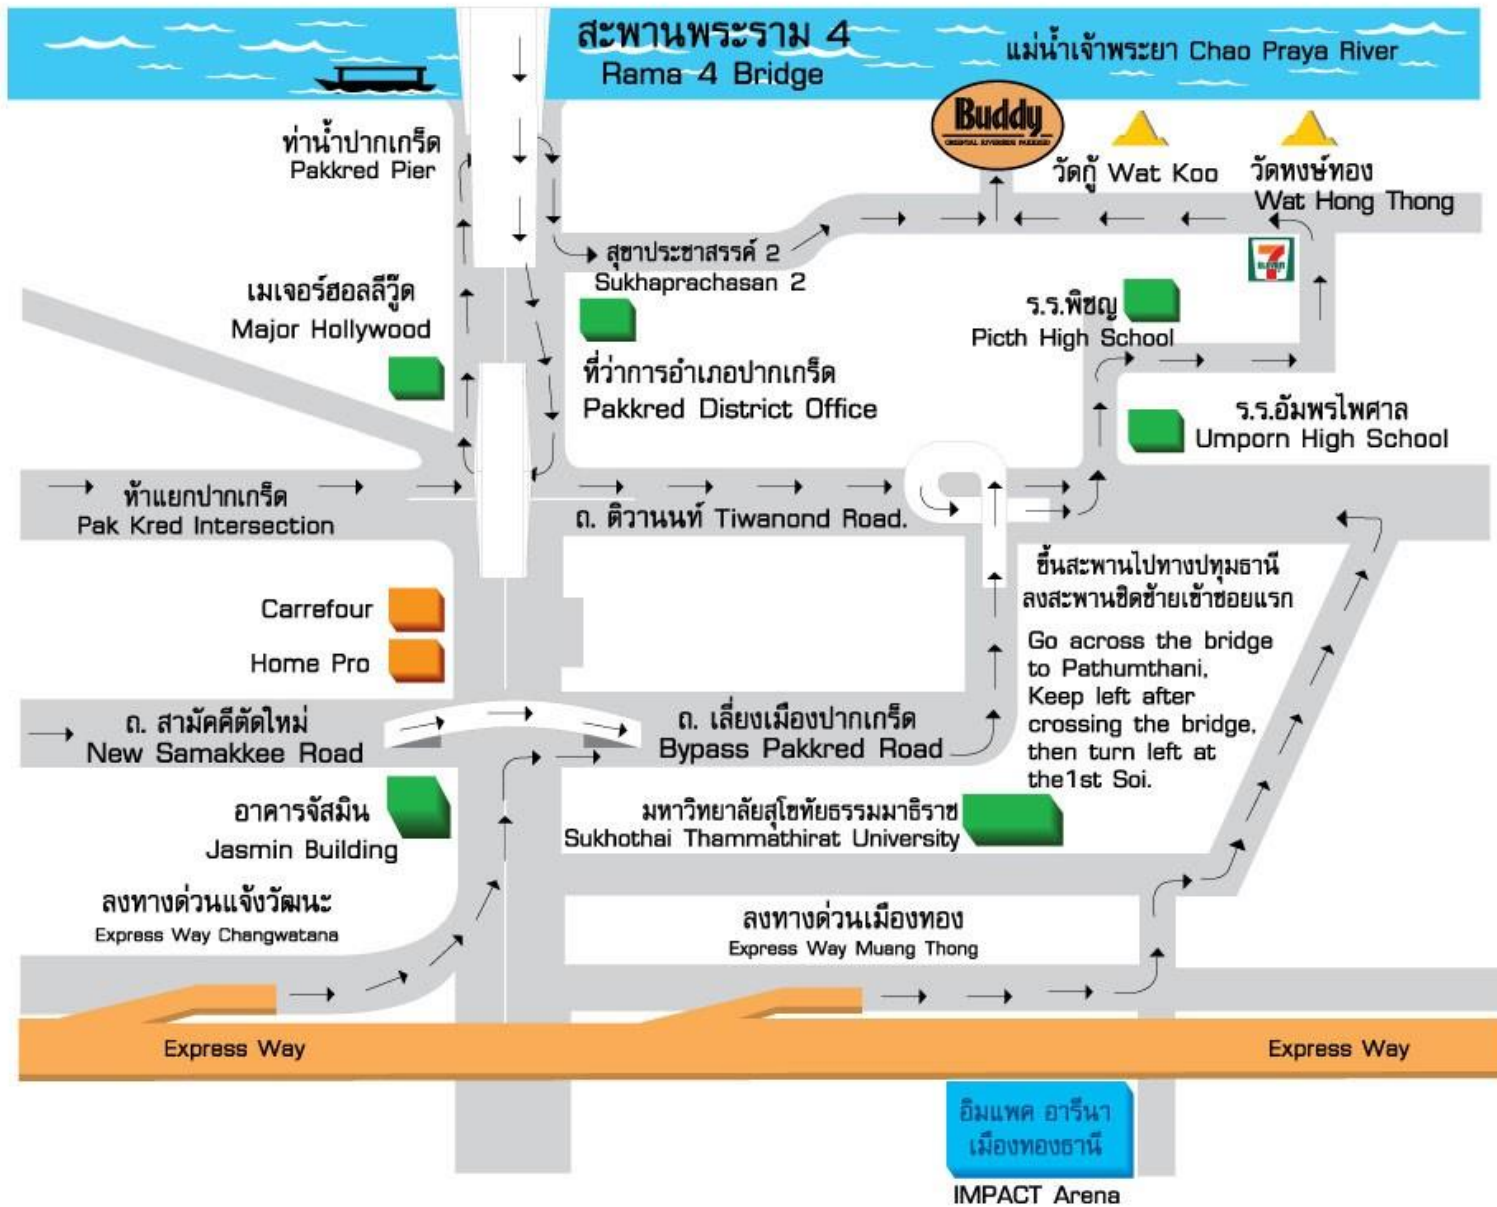 สะพานพระราม 4
Rama 4 Bridge
แม่น้ำเจ้าพระยา Chao Praya River
Buddy
ORIENTAL RIVERSIDE PAKKRED
ท่าน้ำปากเกร็ด
Pakkred Pier
วัดกู้ Wat Koo
วัดหงษ์ทอง
Wat Hong Thong
สุขาประชาสรรค์ 2
Sukhaprachasan 2
7
ELEVEN
เมเจอร์ฮอลลีวู๊ด
Major Hollywood
ร.ร.พิชญ
Picth High School
ที่ว่าการอำเภอปากเกร็ด
Pakkred District Office
ร.ร.อัมพรไพศาล
Umporn High School
ห้าแยกปากเกร็ด
Pak Kred Intersection
ถ. ติวานนท์ Tiwanond Road.
ขึ้นสะพานไปทางปทุมธานี
ลงสะพานชิดซ้ายเข้าซอยแรก
Go across the bridge
to Pathumthani,
Keep left after
crossing the bridge,
then turn left at
the1st Soi.
Carrefour
Home Pro
ถ. สามัคคีตัดใหม่
New Samakkee Road
ถ. เลี่ยงเมืองปากเกร็ด
Bypass Pakkred Road
อาคารจัสมิน
Jasmin Building
มหาวิทยาลัยสุโขทัยธรรมมาธิราช
Sukhothai Thammathirat University
ลงทางด่วนแจ้งวัฒนะ
Express Way Changwatana
ลงทางด่วนเมืองทอง
Express Way Muang Thong
Express Way
Express Way
อิมแพค อารีนา
เมืองทองธานี
IMPACT Arena